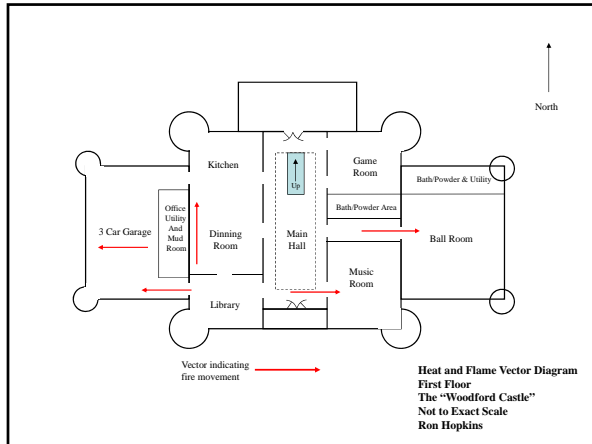 North
Kitchen
Game
Room
Up
Bath/Powder & Utility
Office
Utility
And
Mud
Room
Bath/Powder Area
3 Car Garage
Dinning
Room
Main
Hall
Ball Room
Music
Room
Library
Vector indicating
fire movement
Heat and Flame Vector Diagram
First Floor
The “Woodford Castle”
Not to Exact Scale
Ron Hopkins